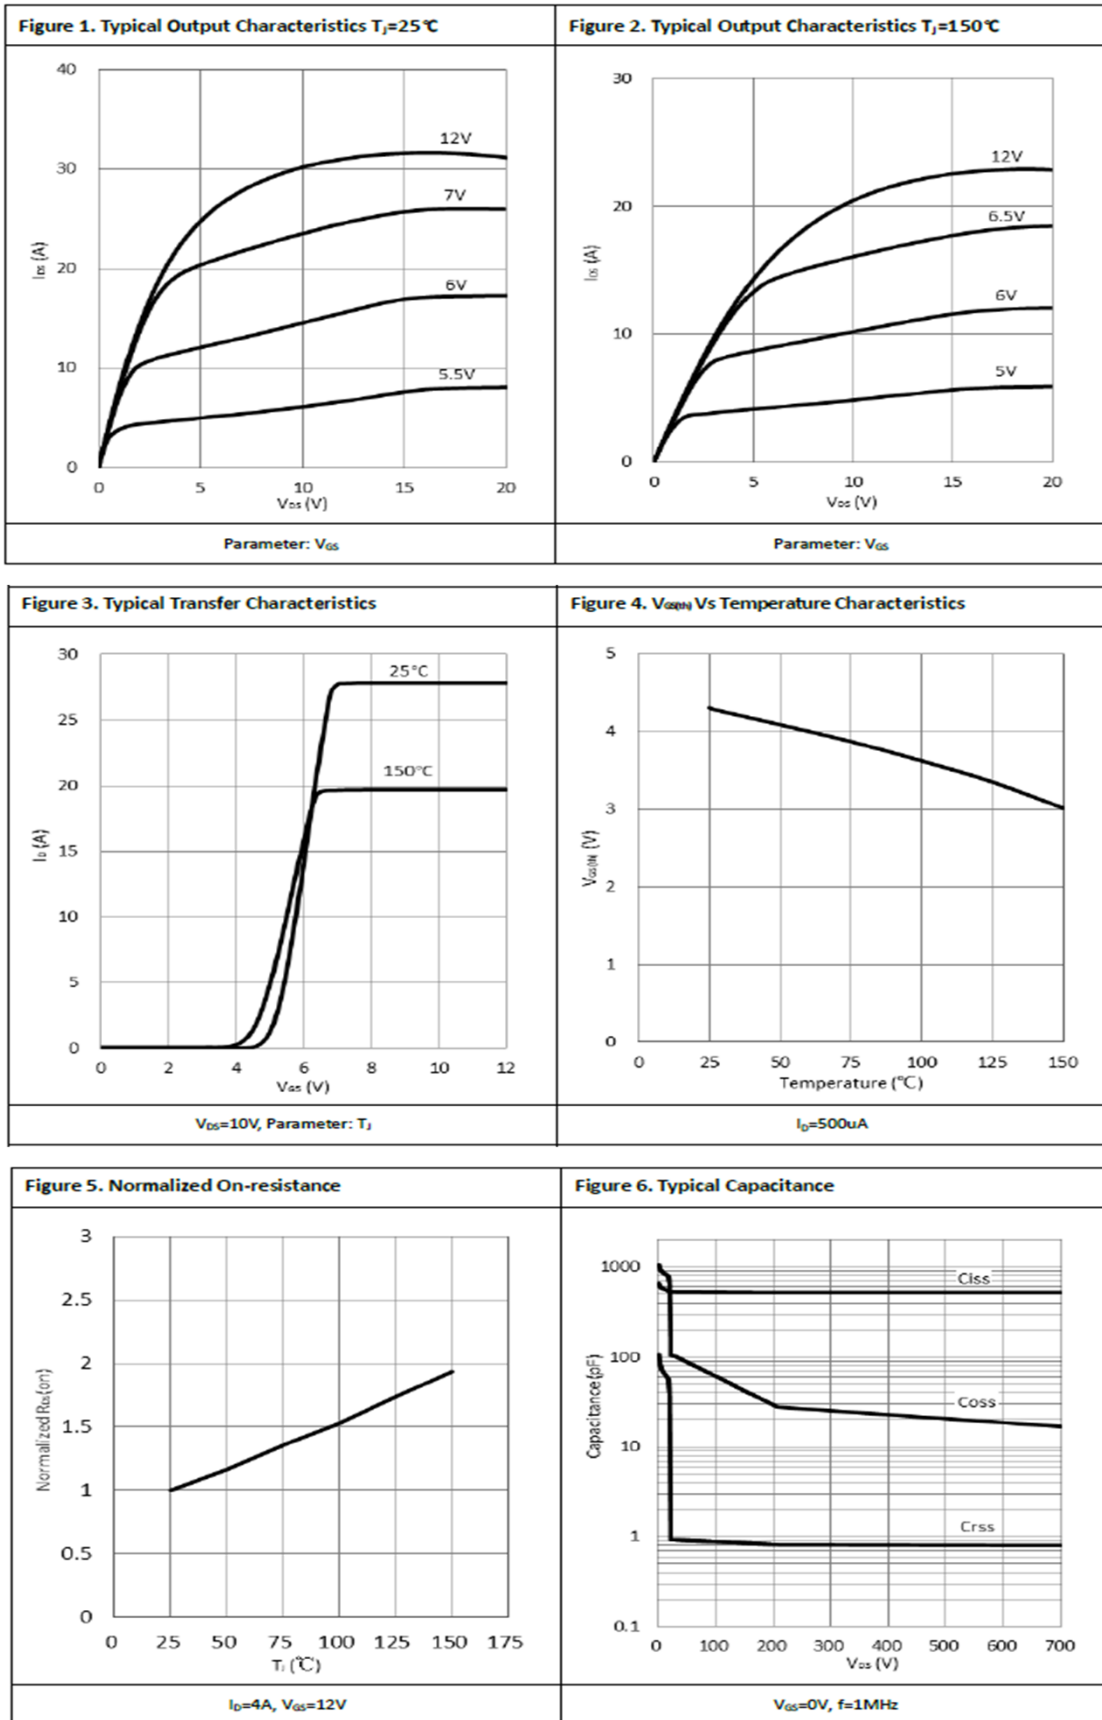 Figure 1. Typical Output Characteristics TJ=25℃
40
30
20
10
0
IDS (A)
12V
7V
6V
5.5V
0 5 10 15 20
VDS (V)
Parameter: VGS
Figure 2. Typical Output Characteristics TJ=150℃
30
20
10
0
IDS (A)
12V
6.5V
6V
5V
0 5 10 15 20
VDS (V)
Parameter: VGS
Figure 3. Typical Transfer Characteristics
30
25
20
15
10
5
0
ID (A)
25°C
150°C
0 2 4 6 8 10 12
VGS (V)
VDS=10V, Parameter: TJ
Figure 4. VGS(th) Vs Temperature Characteristics
5
4
3
2
1
0
VGS(th) (V)
0 25 50 75 100 125 150
Temperature (℃)
ID=500uA
Figure 5. Normalized On-resistance
3
2.5
2
1.5
1
0.5
0
Normalized RDS(on)
0 25 50 75 100 125 150 175
Tj (℃)
ID=4A, VGS=12V
Figure 6. Typical Capacitance
1000
100
10
1
0.1
Capacitance (pF)
Ciss
Coss
Crss
0 100 200 300 400 500 600 700
VDS (V)
VGS=0V, f=1MHz